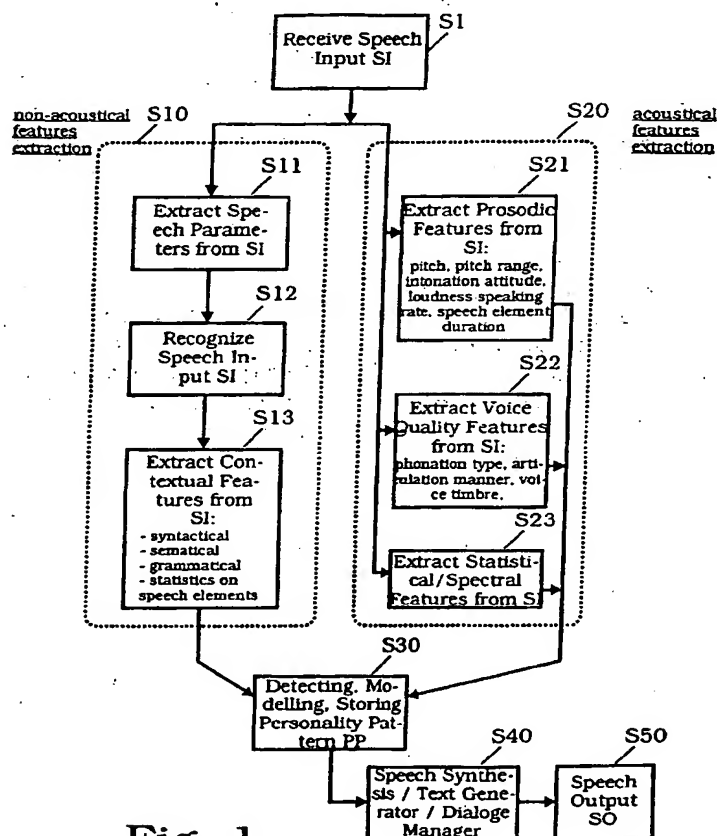 S1
Receive Speech
Input SI
non-acoustical
features
extraction
S10
S20
acoustical
features
extraction
S11
Extract Spe-
ech Parame-
ters from SI
S12
Recognize
Speech In-
put SI
S13
Extract Con-
textual Fea-
tures from
SI:
- syntactical
- sematical
- grammatical
- statistics on
speech elements
S21
Extract Prosodic
Features from
SI:
pitch, pitch range,
intonation attitude,
loudness speaking
rate, speech element
duration
S22
Extract Voice
Quality Features
from SI:
phonation type, arti-
culation manner, voi-
ce timbre,
S23
Extract Statisti-
cal/Spectral
Features from SI
S30
Detecting, Mo-
delling, Storing
Personality Pat-
tern PP
S40
Speech Synthe-
sis / Text Gene-
rator / Dialoge
Manager
S50
Speech
Output
SO